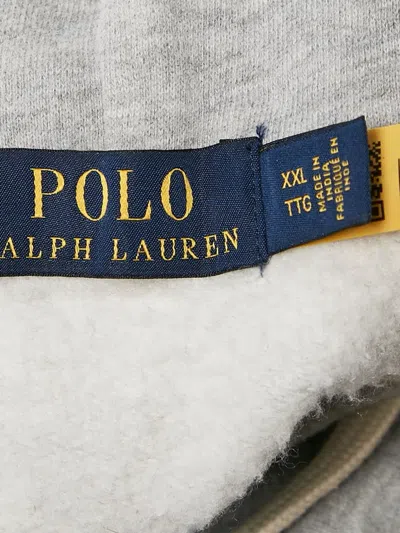 POLO
RALPH LAUREN
XXL
TTG
MADE IN
INDIA
FABRIQUÉ EN
INDE